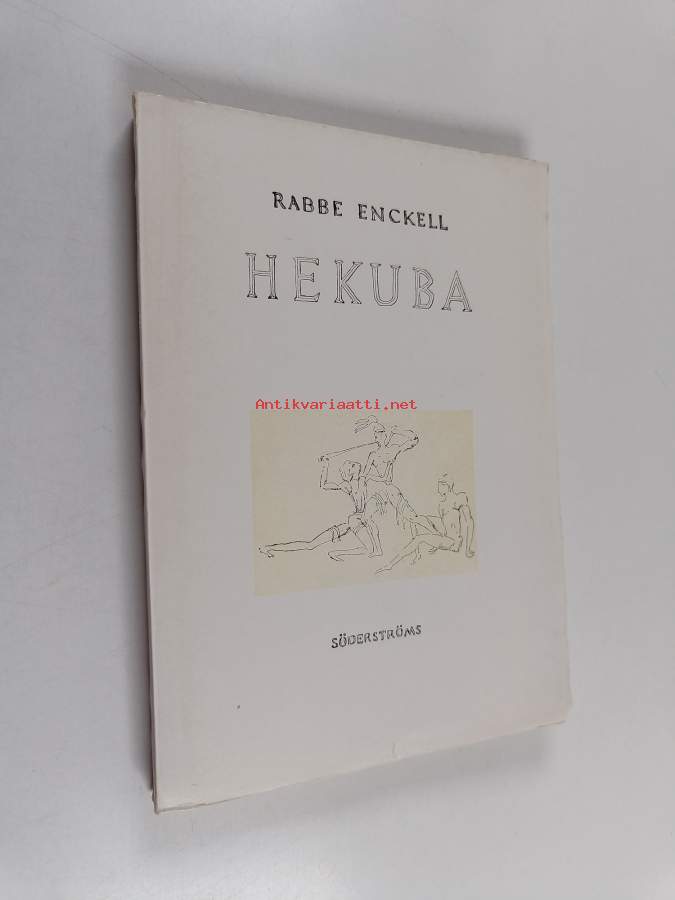 RABBE ENCKELL
HEKUBA
Antikvariaatti.net
SÖDERSTRÖMS